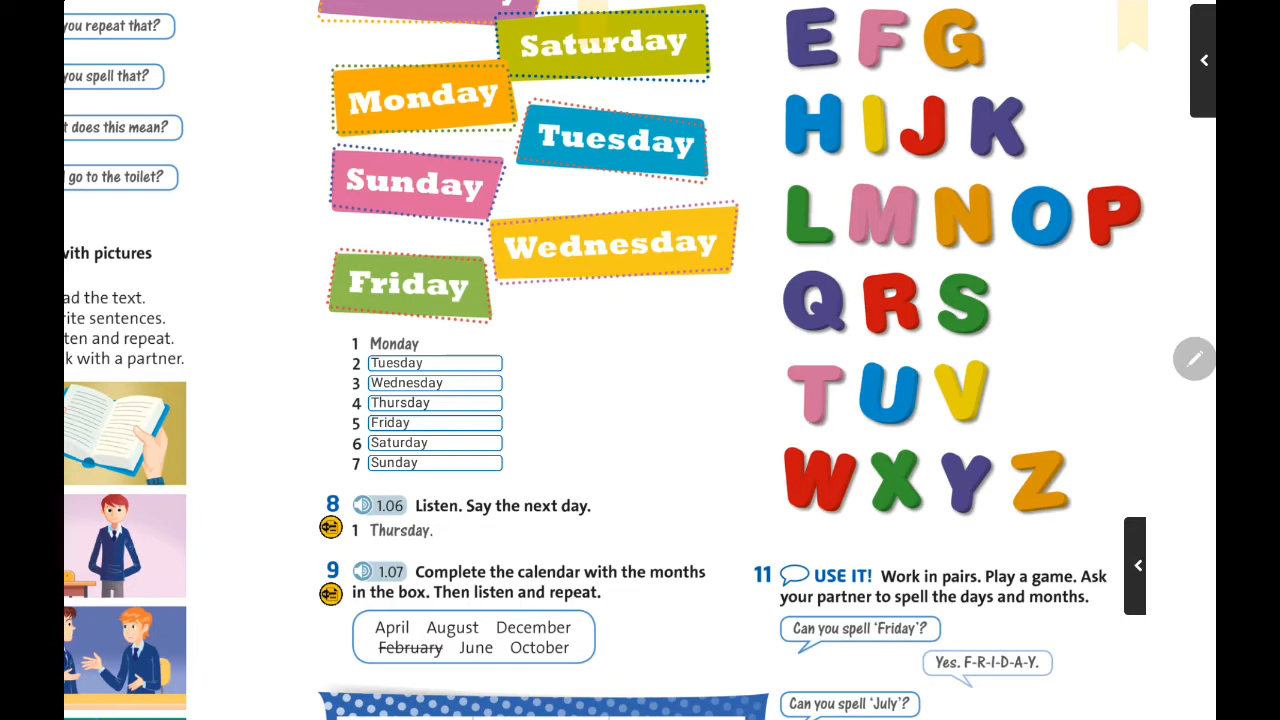 you repeat that?
you spell that?
t does this mean?
I go to the toilet?
with pictures
ad the text.
rite sentences.
ten and repeat.
k with a partner.
Saturday
Monday
Tuesday
Sunday
Wednesday
Friday
1 Monday
2 Tuesday
3 Wednesday
4 Thursday
5 Friday
6 Saturday
7 Sunday
8 1.06 Listen. Say the next day.
1 Thursday.
9 1.07 Complete the calendar with the months
in the box. Then listen and repeat.
April August December
February June October
E F G
H I J K
L M N O P
Q R S
T U V
W X Y Z
11 USE IT! Work in pairs. Play a game. Ask
your partner to spell the days and months.
Can you spell ‘Friday’?
Yes. F-R-I-D-A-Y.
Can you spell ‘July’?